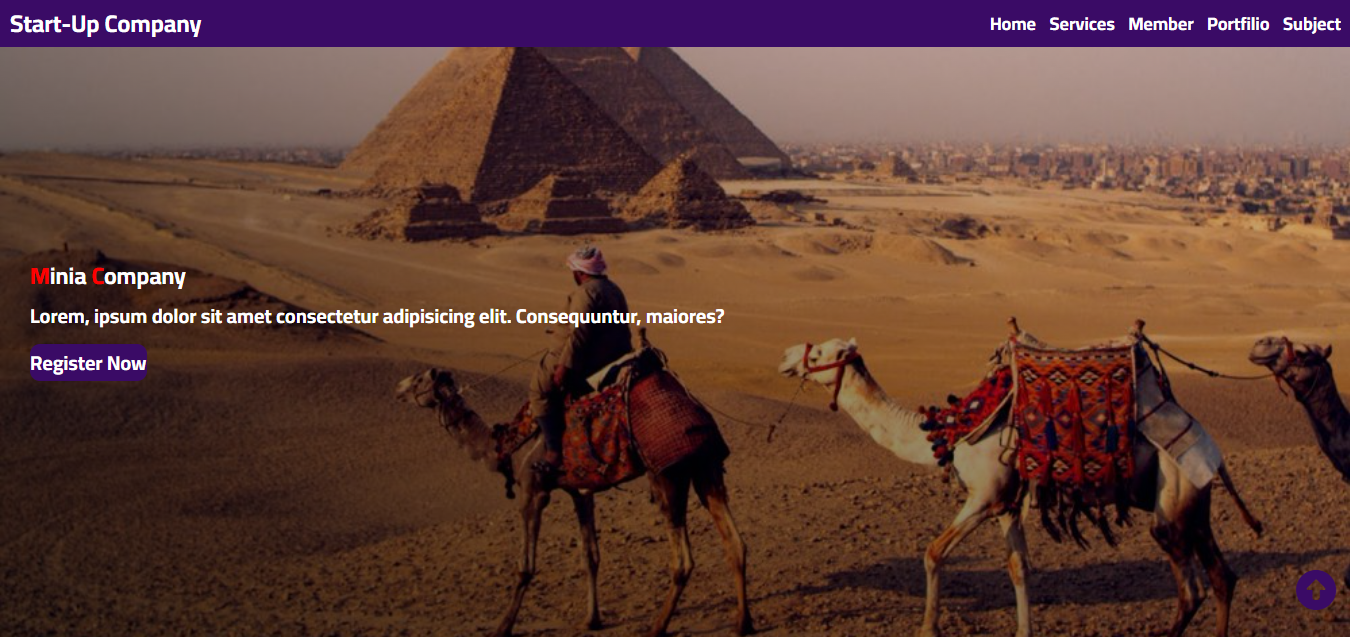 Start-Up Company
Home Services Member Portfilio Subject
Minia Company
Lorem, ipsum dolor sit amet consectetur adipisicing elit. Consequuntur, maiores?
Register Now